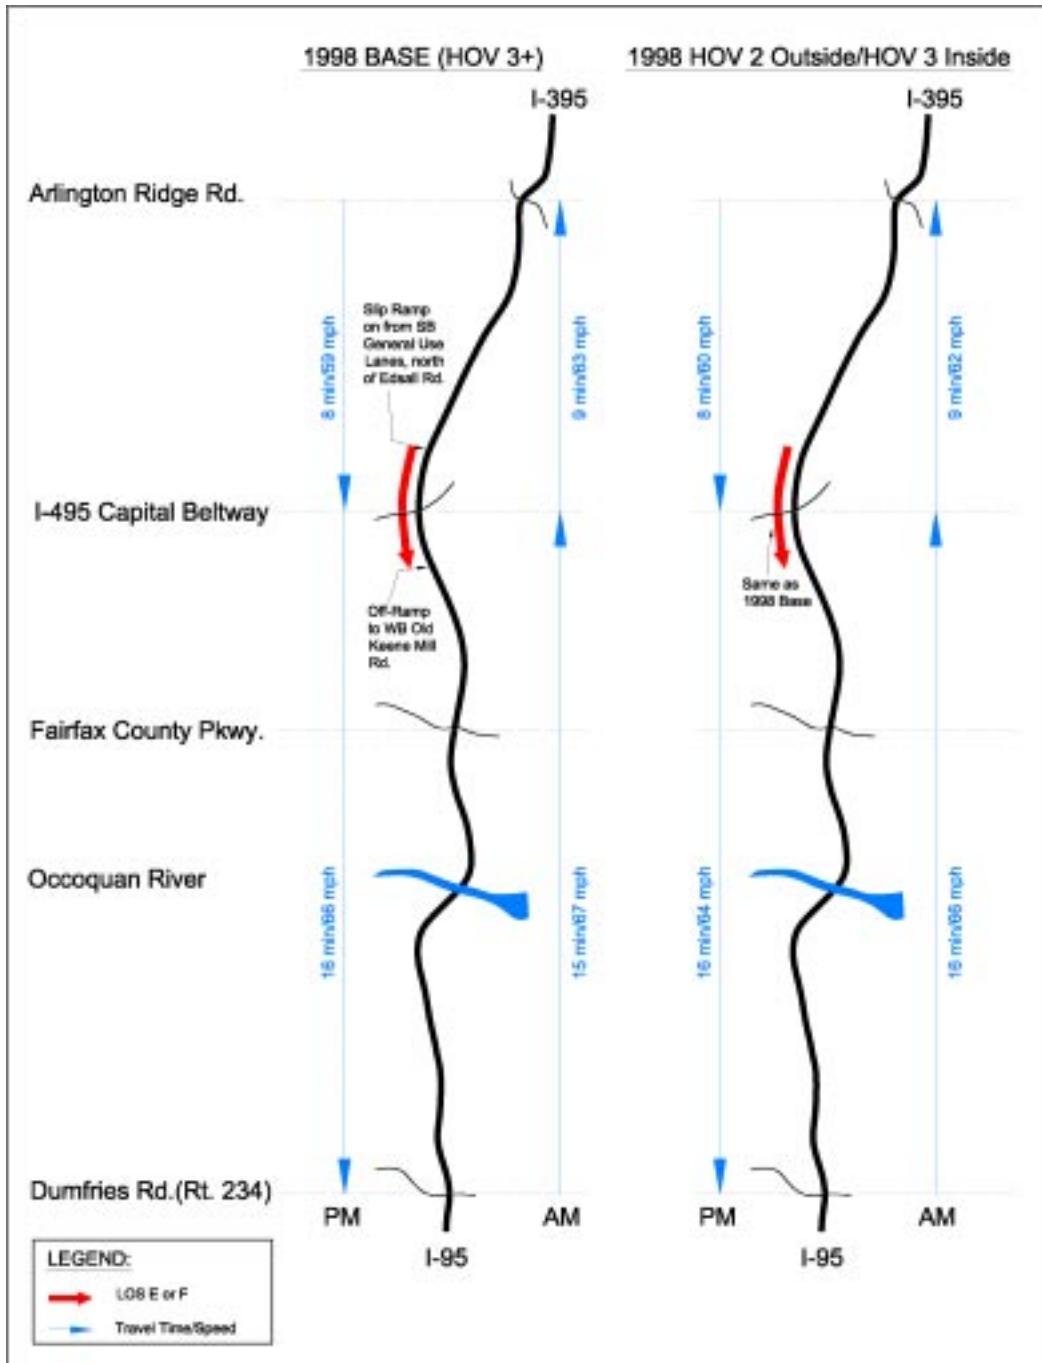 1998 BASE (HOV 3+)
1998 HOV 2 Outside/HOV 3 Inside
I-395
I-395
Arlington Ridge Rd.
Slip Ramp
on from SB
General Use
Lanes, north
of Edsall Rd.
8 min/59 mph
9 min/63 mph
8 min/60 mph
9 min/62 mph
I-495 Capital Beltway
Off-Ramp
to WB Old
Keene Mill
Rd.
Same as
1998 Base
Fairfax County Pkwy.
Occoquan River
16 min/66 mph
15 min/67 mph
16 min/64 mph
16 min/66 mph
Dumfries Rd.(Rt. 234)
PM
AM
PM
AM
I-95
I-95
LEGEND:
LOS E or F
Travel Time/Speed